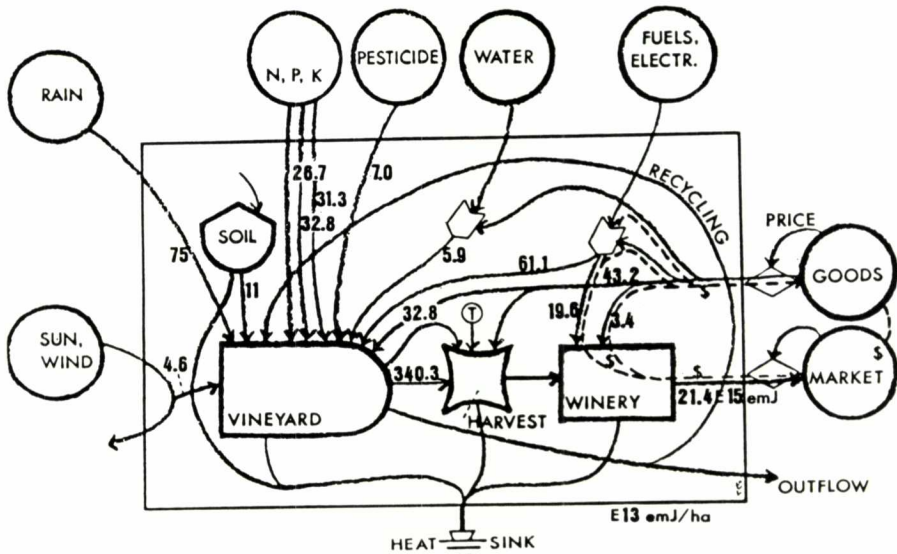 RAIN
N, P, K
PESTICIDE
WATER
FUELS,
ELECTR.
26.7
31.3
32.8
7.0
RECYCLING
PRICE
SOIL
75
11
5.9
61.1
43.2
GOODS
$
32.8
T
19.6
3.4
SUN,
WIND
4.6
340.3
$
$
$
MARKET
VINEYARD
HARVEST
WINERY
21.4 E15 emJ
OUTFLOW
E13 emJ/ha
HEAT SINK